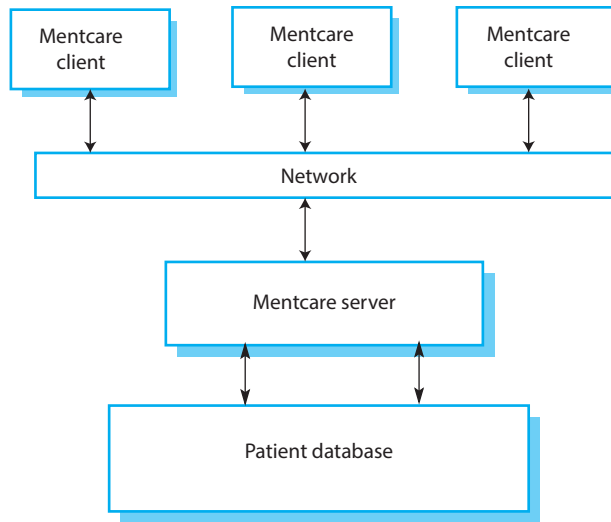 Mentcare
client
Mentcare
client
Mentcare
client
Network
Mentcare server
Patient database